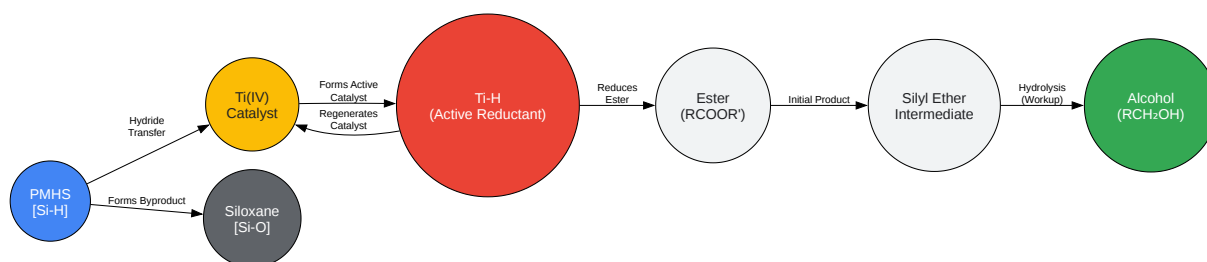 PMHS
[Si-H]
Hydride
Transfer
Forms Byproduct
Ti(IV)
Catalyst
Siloxane
[Si-O]
Forms Active
Catalyst
Regenerates
Catalyst
Ti-H
(Active Reductant)
Reduces
Ester
Ester
(RCOOR')
Initial Product
Silyl Ether
Intermediate
Hydrolysis
(Workup)
Alcohol
(RCH₂OH)